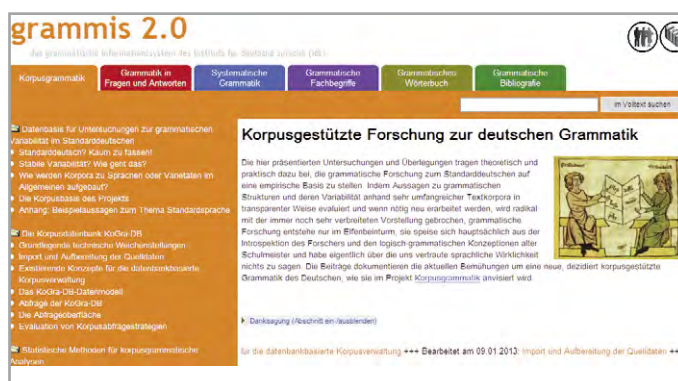 grammis 2.0
das grammatische informationssystem des instituts für deutsche sprache (ids)
Korpusgrammatik
Grammatik in
Fragen und Antworten
Systematische
Grammatik
Grammatische
Fachbegriffe
Grammatisches
Wörterbuch
Grammatische
Bibliografie
im Volltext suchen
Datenbasis für Untersuchungen zur grammatischen
Variabilität im Standarddeutschen
Standarddeutsch? Kaum zu fassen!
Stabile Variabilität? Wie geht das?
Wie werden Korpora zu Sprachen oder Varietäten im
Allgemeinen aufgebaut?
Die Korpusbasis des Projekts
Anhang: Beispielaussagen zum Thema Standardsprache
Die Korpusdatenbank KoGra-DB
Grundlegende technische Weichenstellungen
Import und Aufbereitung der Quelldaten
Existierende Konzepte für die datenbankbasierte
Korpusverwaltung
Das KoGra-DB-Datenmodell
Abfrage der KoGra-DB
Die Abfrageoberfläche
Evaluation von Korpusabfragestrategien
Statistische Methoden für korpusgrammatische
Analysen
Korpusgestützte Forschung zur deutschen Grammatik
Die hier präsentierten Untersuchungen und Überlegungen tragen theoretisch und
praktisch dazu bei, die grammatische Forschung zum Standarddeutschen auf
eine empirische Basis zu stellen. Indem Aussagen zu grammatischen
Strukturen und deren Variabilität anhand sehr umfangreicher Textkorpora in
transparenter Weise evaluiert und wenn nötig neu erarbeitet werden, wird radikal
mit der immer noch sehr verbreiteten Vorstellung gebrochen, grammatische
Forschung entstehe nur im Elfenbeinturm, sie speise sich hauptsächlich aus der
Introspektion des Forschers und den logisch-grammatischen Konzeptionen alter
Schulmeister und habe eigentlich über die uns vertraute sprachliche Wirklichkeit
nichts zu sagen. Die Beiträge dokumentieren die aktuellen Bemühungen um eine neue, dezidiert korpusgestützte
Grammatik des Deutschen, wie sie im Projekt Korpusgrammatik anvisiert wird.
Danksagung (Abschnitt ein-/ausblenden)
für die datenbankbasierte Korpusverwaltung +++ Bearbeitet am 09.01.2013: Import und Aufbereitung der Quelldaten ++